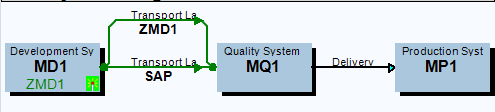 Transport La
ZMD1
Development Sy
MD1
ZMD1
Transport La
SAP
Quality System
MQ1
Delivery
Production Syst
MP1